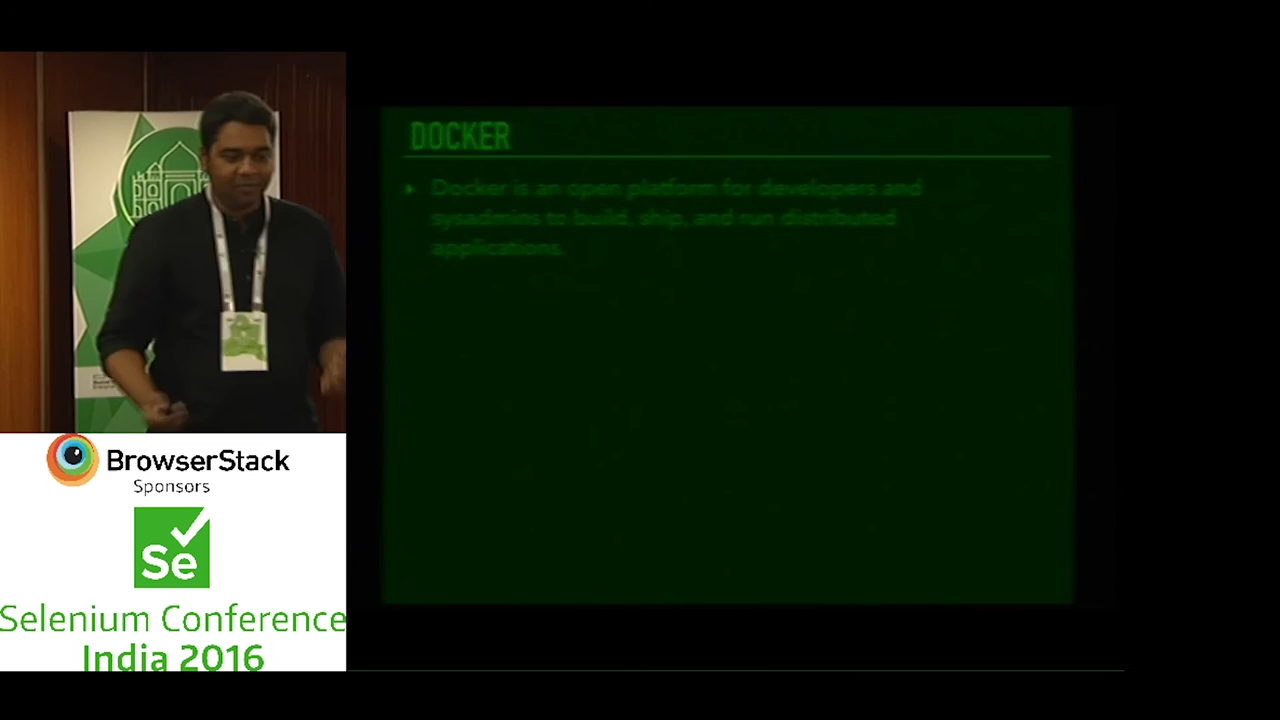 DOCKER
Docker is an open platform for developers and
sysadmins to build, ship, and run distributed
applications.
BrowserStack
Sponsors
Se
Selenium Conference
India 2016